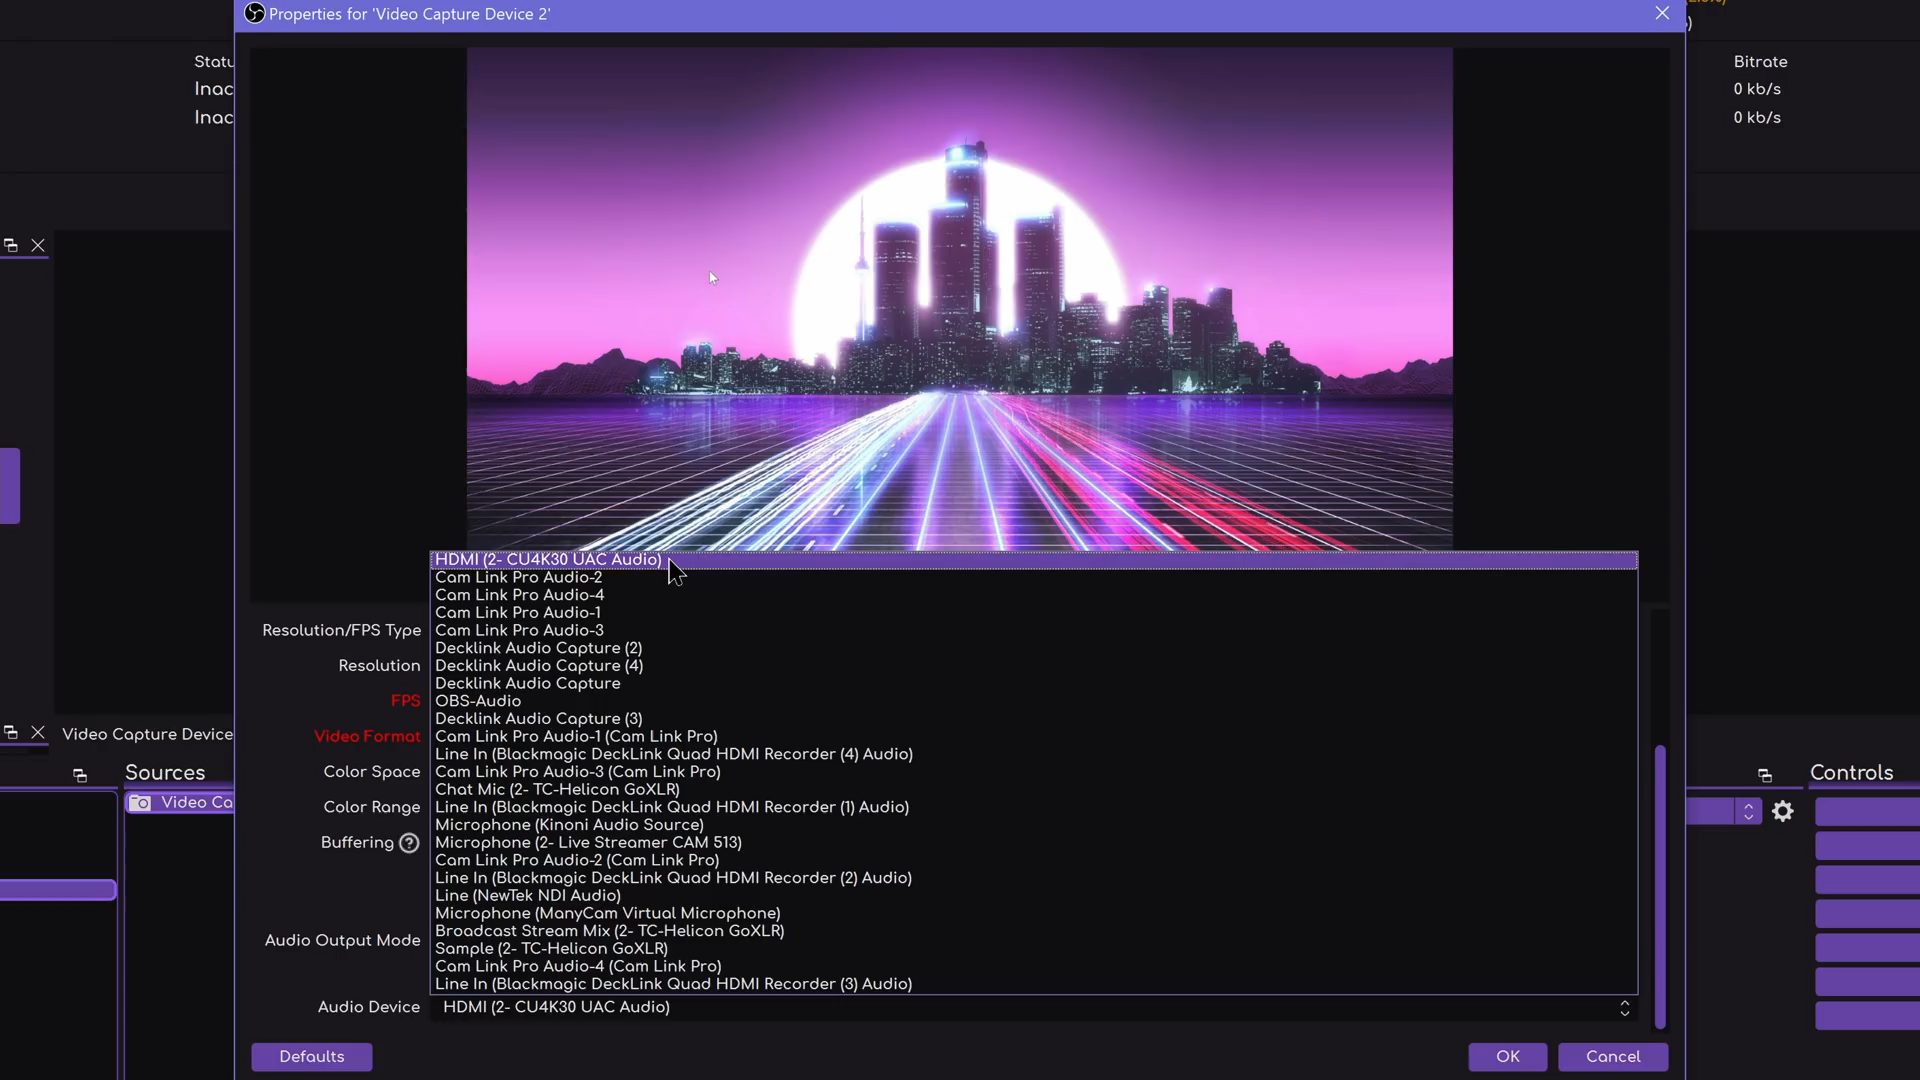 Properties for 'Video Capture Device 2'
Statu
Inac
Inac
Bitrate
0 kb/s
0 kb/s
HDMI (2- CU4K30 UAC Audio)
Cam Link Pro Audio-2
Cam Link Pro Audio-4
Cam Link Pro Audio-1
Cam Link Pro Audio-3
Decklink Audio Capture (2)
Decklink Audio Capture (4)
Decklink Audio Capture
OBS-Audio
Decklink Audio Capture (3)
Cam Link Pro Audio-1 (Cam Link Pro)
Line In (Blackmagic DeckLink Quad HDMI Recorder (4) Audio)
Cam Link Pro Audio-3 (Cam Link Pro)
Chat Mic (2- TC-Helicon GoXLR)
Line In (Blackmagic DeckLink Quad HDMI Recorder (1) Audio)
Microphone (Kinoni Audio Source)
Microphone (2- Live Streamer CAM 513)
Cam Link Pro Audio-2 (Cam Link Pro)
Line In (Blackmagic DeckLink Quad HDMI Recorder (2) Audio)
Line (NewTek NDI Audio)
Microphone (ManyCam Virtual Microphone)
Broadcast Stream Mix (2- TC-Helicon GoXLR)
Sample (2- TC-Helicon GoXLR)
Cam Link Pro Audio-4 (Cam Link Pro)
Line In (Blackmagic DeckLink Quad HDMI Recorder (3) Audio)
Resolution/FPS Type
Resolution
FPS
Video Format
Color Space
Color Range
Buffering ?
Audio Output Mode
Audio Device HDMI (2- CU4K30 UAC Audio)
Video Capture Device
Sources
Video Ca
Controls
Defaults
OK
Cancel